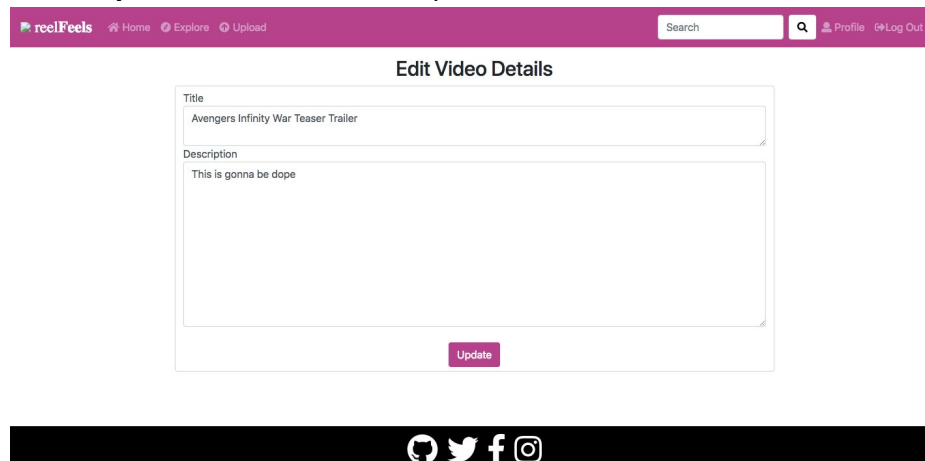 reelFeels Home Explore Upload Search Profile Log Out
Edit Video Details
Title
Avengers Infinity War Teaser Trailer
Description
This is gonna be dope
Update